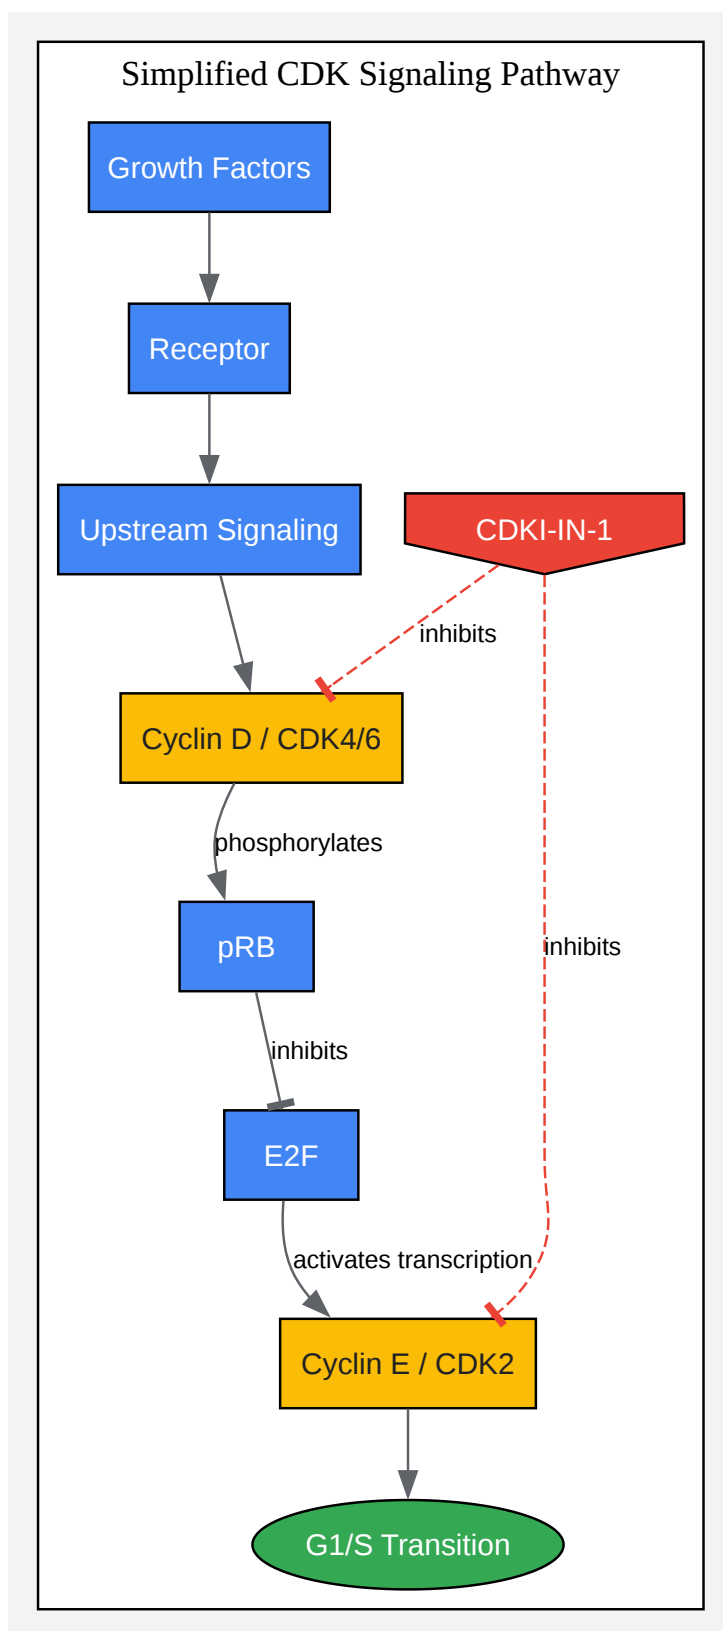 Simplified CDK Signaling Pathway
Growth Factors
Receptor
Upstream Signaling
CDKI-IN-1
inhibits
Cyclin D / CDK4/6
phosphorylates
pRB
inhibits
inhibits
E2F
activates transcription
Cyclin E / CDK2
G1/S Transition